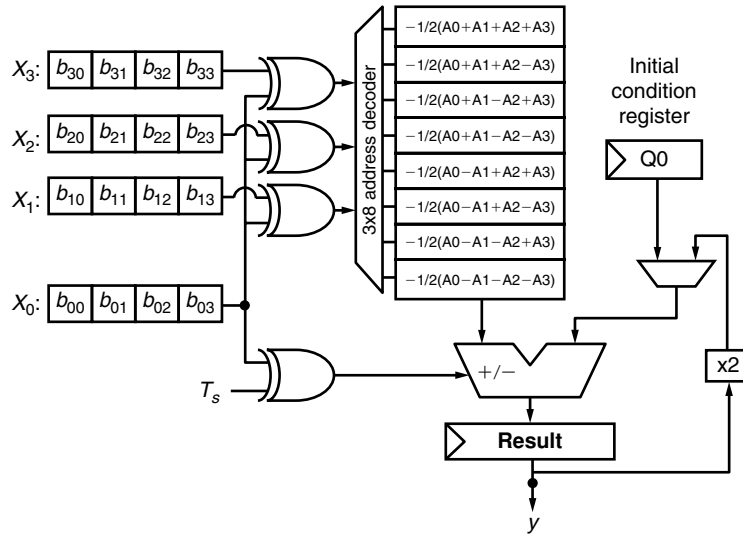 X3: b30 b31 b32 b33
X2: b20 b21 b22 b23
X1: b10 b11 b12 b13
X0: b00 b01 b02 b03
Ts
3x8 address decoder
−1/2(A0+A1+A2+A3)
−1/2(A0+A1+A2−A3)
−1/2(A0+A1−A2+A3)
−1/2(A0+A1−A2−A3)
−1/2(A0−A1+A2+A3)
−1/2(A0−A1+A2−A3)
−1/2(A0−A1−A2+A3)
−1/2(A0−A1−A2−A3)
Initial
condition
register
Q0
+/−
x2
Result
y